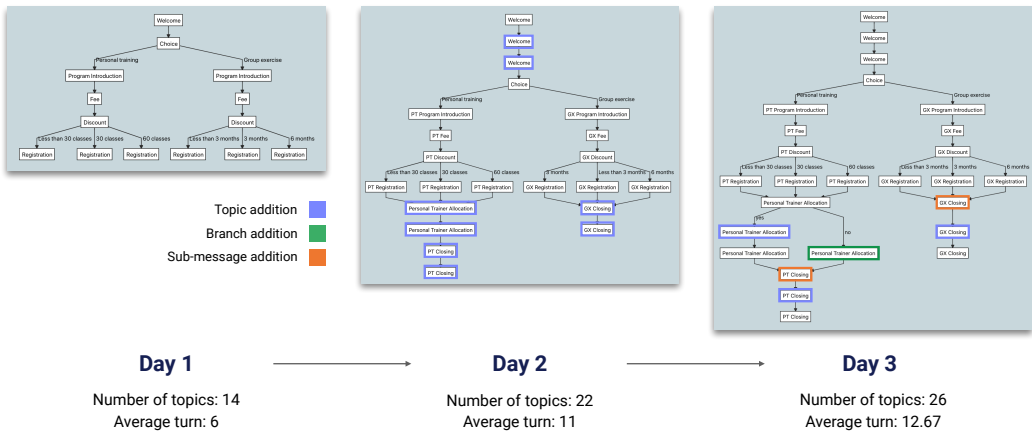 Welcome
Choice
Personal training
Group exercise
Program Introduction
Program Introduction
Fee
Fee
Discount
Discount
Less than 30 classes
30 classes
60 classes
Less than 3 months
3 months
6 months
Registration
Registration
Registration
Registration
Registration
Registration
Topic addition
Branch addition
Sub-message addition
Welcome
Welcome
Welcome
Choice
Personal training
Group exercise
PT Program Introduction
GX Program Introduction
PT Fee
GX Fee
PT Discount
GX Discount
Less than 30 classes
30 classes
60 classes
3 months
Less than 3 months
6 months
PT Registration
PT Registration
PT Registration
GX Registration
GX Registration
GX Registration
Personal Trainer Allocation
GX Closing
Personal Trainer Allocation
GX Closing
PT Closing
PT Closing
Welcome
Welcome
Welcome
Choice
Personal training
Group exercise
PT Program Introduction
GX Program Introduction
PT Fee
GX Fee
PT Discount
GX Discount
Less than 30 classes
30 classes
60 classes
Less than 3 months
3 months
6 months
PT Registration
PT Registration
PT Registration
GX Registration
GX Registration
GX Registration
Personal Trainer Allocation
GX Closing
yes
no
Personal Trainer Allocation
GX Closing
Personal Trainer Allocation
Personal Trainer Allocation
GX Closing
PT Closing
PT Closing
PT Closing
Day 1
Day 2
Day 3
Number of topics: 14
Average turn: 6
Number of topics: 22
Average turn: 11
Number of topics: 26
Average turn: 12.67